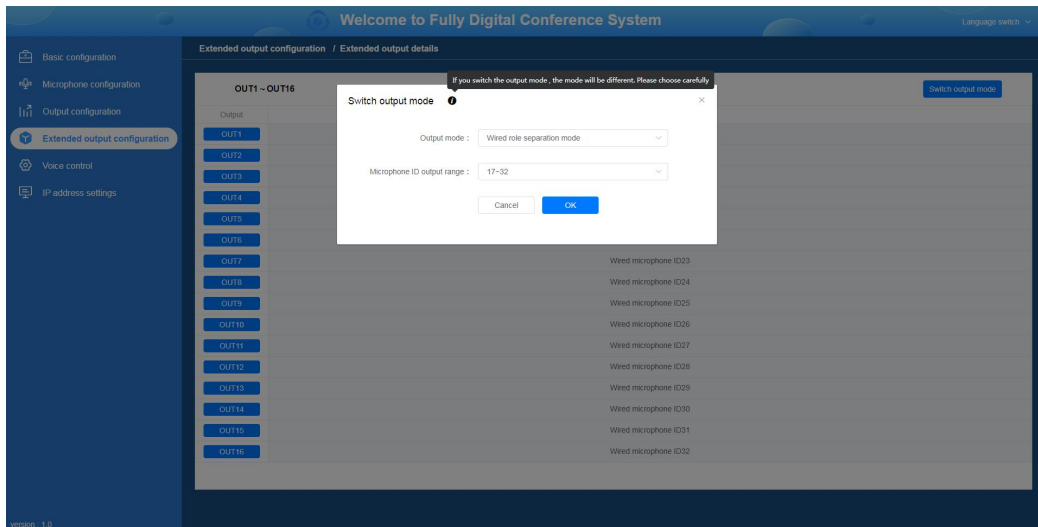 Welcome to Fully Digital Conference System
Language switch
Basic configuration
Microphone configuration
Output configuration
Extended output configuration
Voice control
IP address settings
version : 1.0
Extended output configuration / Extended output details
If you switch the output mode , the mode will be different. Please choose carefully
OUT1 ~ OUT16
Switch output mode
Switch output mode
Output mode : Wired role separation mode
Microphone ID output range : 17~32
Cancel OK
Output
OUT1
OUT2
OUT3
OUT4
OUT5
OUT6
OUT7 Wired microphone ID23
OUT8 Wired microphone ID24
OUT9 Wired microphone ID25
OUT10 Wired microphone ID26
OUT11 Wired microphone ID27
OUT12 Wired microphone ID28
OUT13 Wired microphone ID29
OUT14 Wired microphone ID30
OUT15 Wired microphone ID31
OUT16 Wired microphone ID32